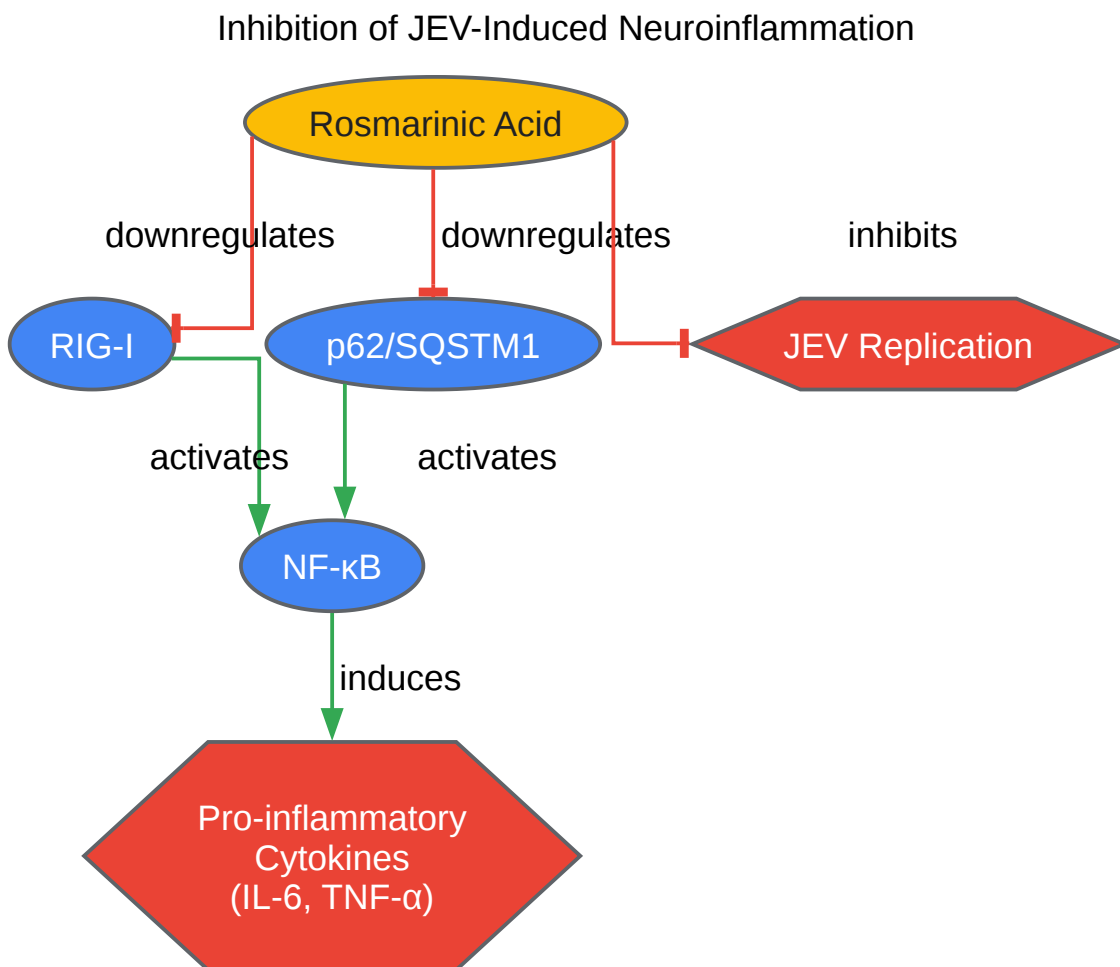 Inhibition of JEV-Induced Neuroinflammation
Rosmarinic Acid
downregulates
downregulates
inhibits
RIG-I
p62/SQSTM1
JEV Replication
activates
activates
NF-κB
induces
Pro-inflammatory
Cytokines
(IL-6, TNF-α)